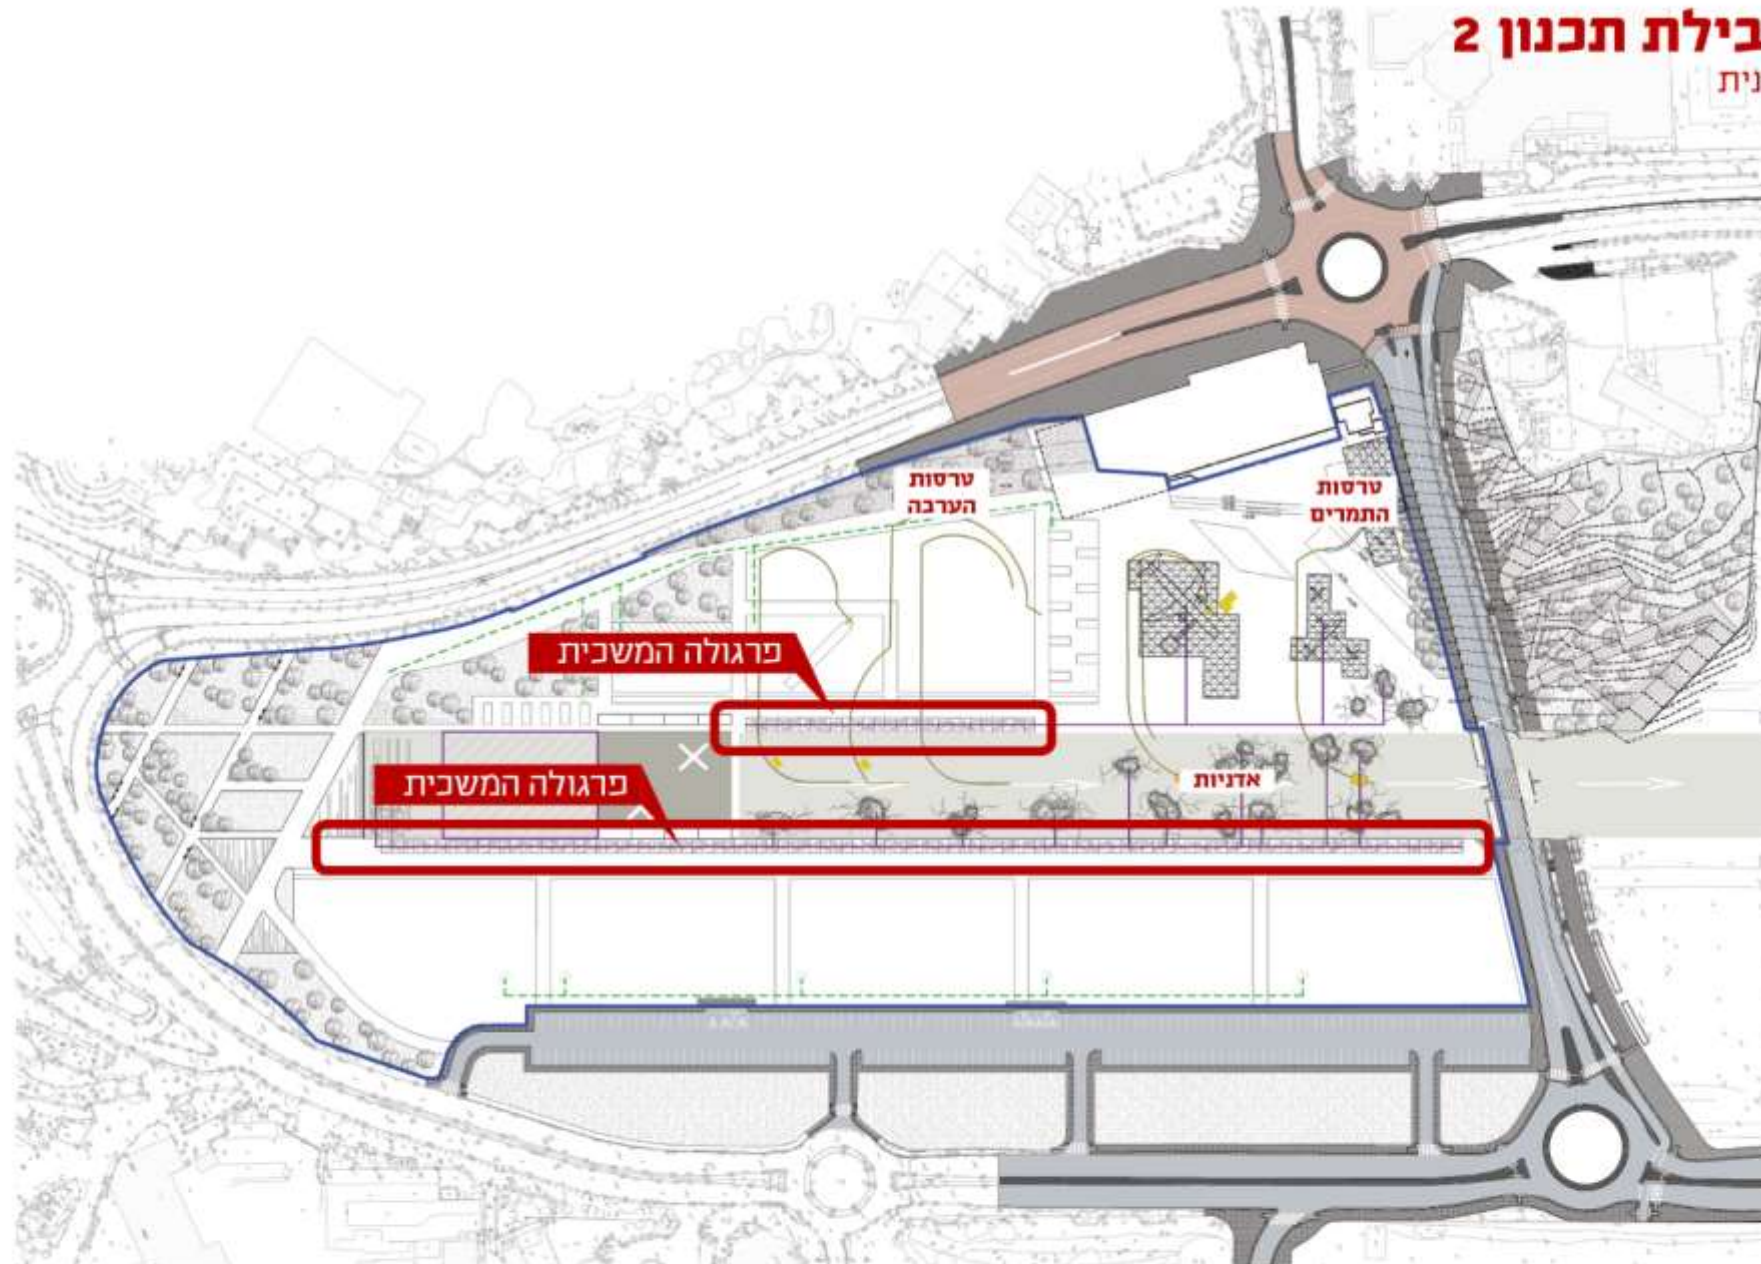 בילת תכנון 2
נית
טרסות
הערבה
טרסות
התמרים
פרגולה המשכית
אדניות
פרגולה המשכית